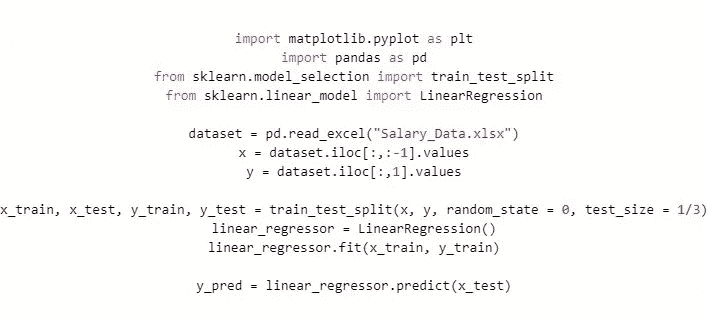 import matplotlib.pyplot as plt
import pandas as pd
from sklearn.model_selection import train_test_split
from sklearn.linear_model import LinearRegression
dataset = pd.read_excel("Salary_Data.xlsx")
x = dataset.iloc[:,:-1].values
y = dataset.iloc[:,1].values
x_train, x_test, y_train, y_test = train_test_split(x, y, random_state = 0, test_size = 1/3)
linear_regressor = LinearRegression()
linear_regressor.fit(x_train, y_train)
y_pred = linear_regressor.predict(x_test)